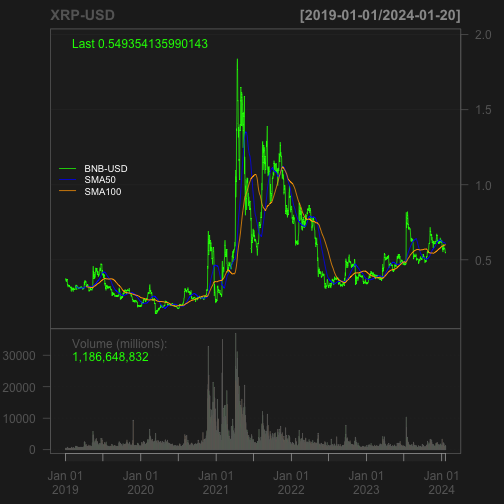 XRP-USD [2019-01-01/2024-01-20]
Last 0.549354135990143
2.0
1.5
BNB-USD
SMA50
SMA100
1.0
0.5
Volume (millions):
1,186,648,832
30000
20000
10000
0
Jan 01 Jan 01 Jan 01 Jan 01 Jan 01 Jan 01
2019 2020 2021 2022 2023 2024